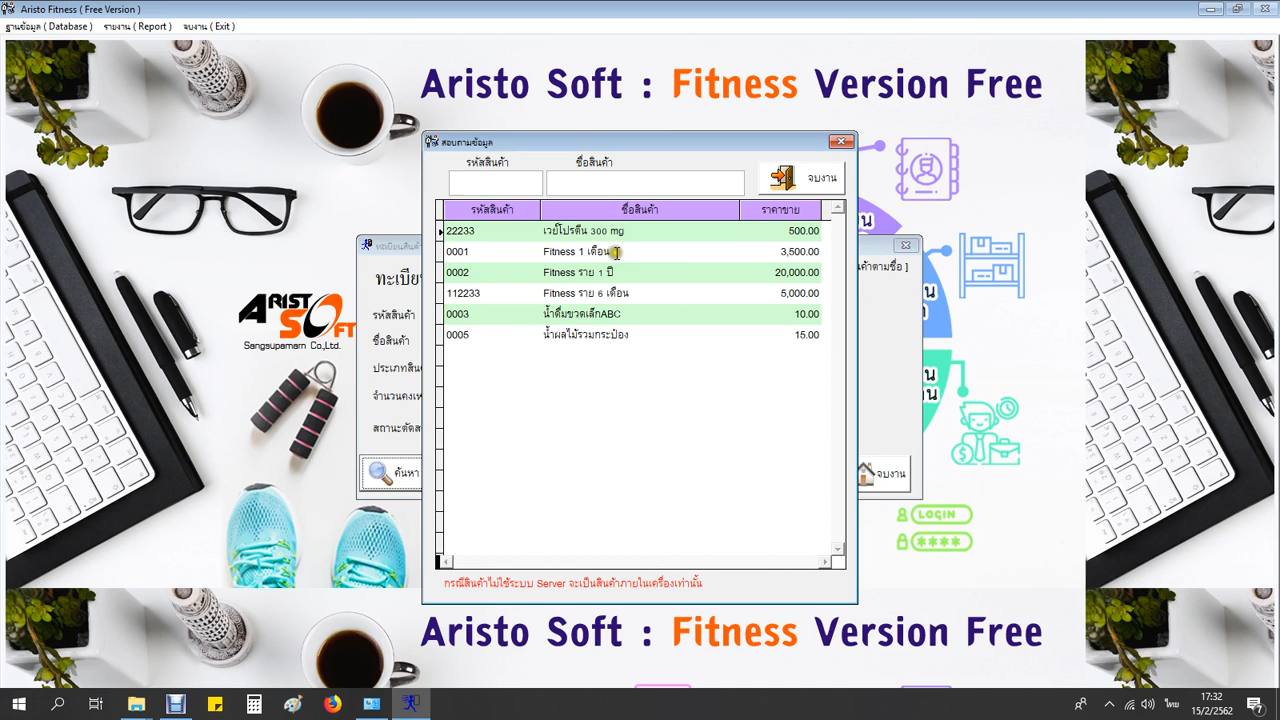 Aristo Fitness ( Free Version )
ฐานข้อมูล ( Database ) รายงาน ( Report ) จบงาน ( Exit )
Aristo Soft : Fitness Version Free
สอบถามข้อมูล
รหัสสินค้า ชื่อสินค้า
จบงาน
รหัสสินค้า ชื่อสินค้า ราคาขาย
22233 เวย์โปรตีน 300 mg 500.00
0001 Fitness 1 เดือน 3,500.00
0002 Fitness ราย 1 ปี 20,000.00
112233 Fitness ราย 6 เดือน 5,000.00
0003 น้ำดื่มขวดเล็กABC 10.00
0005 น้ำผลไม้รวมกระป๋อง 15.00
กรณีสินค้าไม่ใช้ระบบ Server จะเป็นสินค้าภายในเครื่องเท่านั้น
ทะเบียนสินค้า
รหัสสินค้า
ชื่อสินค้า
ค้นหา
จบงาน
ARISTO SOFT
Sangsupamarn Co.,Ltd.
LOGIN
****
Aristo Soft : Fitness Version Free
ไทย
17:32
15/2/2562
7